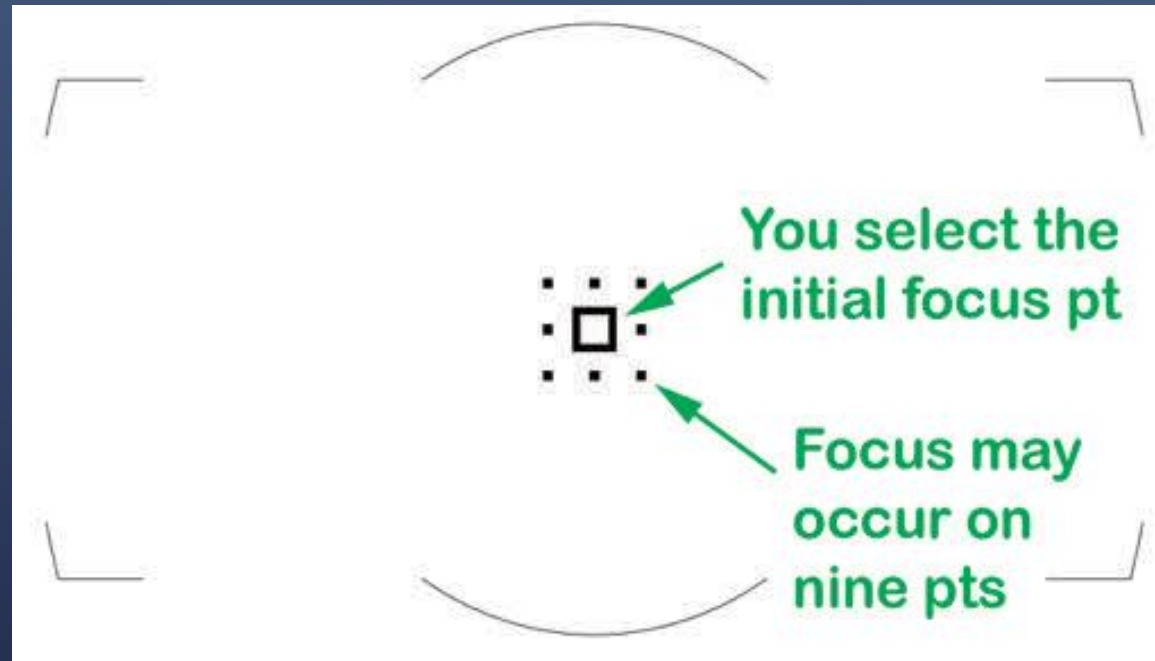 You select the
initial focus pt
Focus may
occur on
nine pts